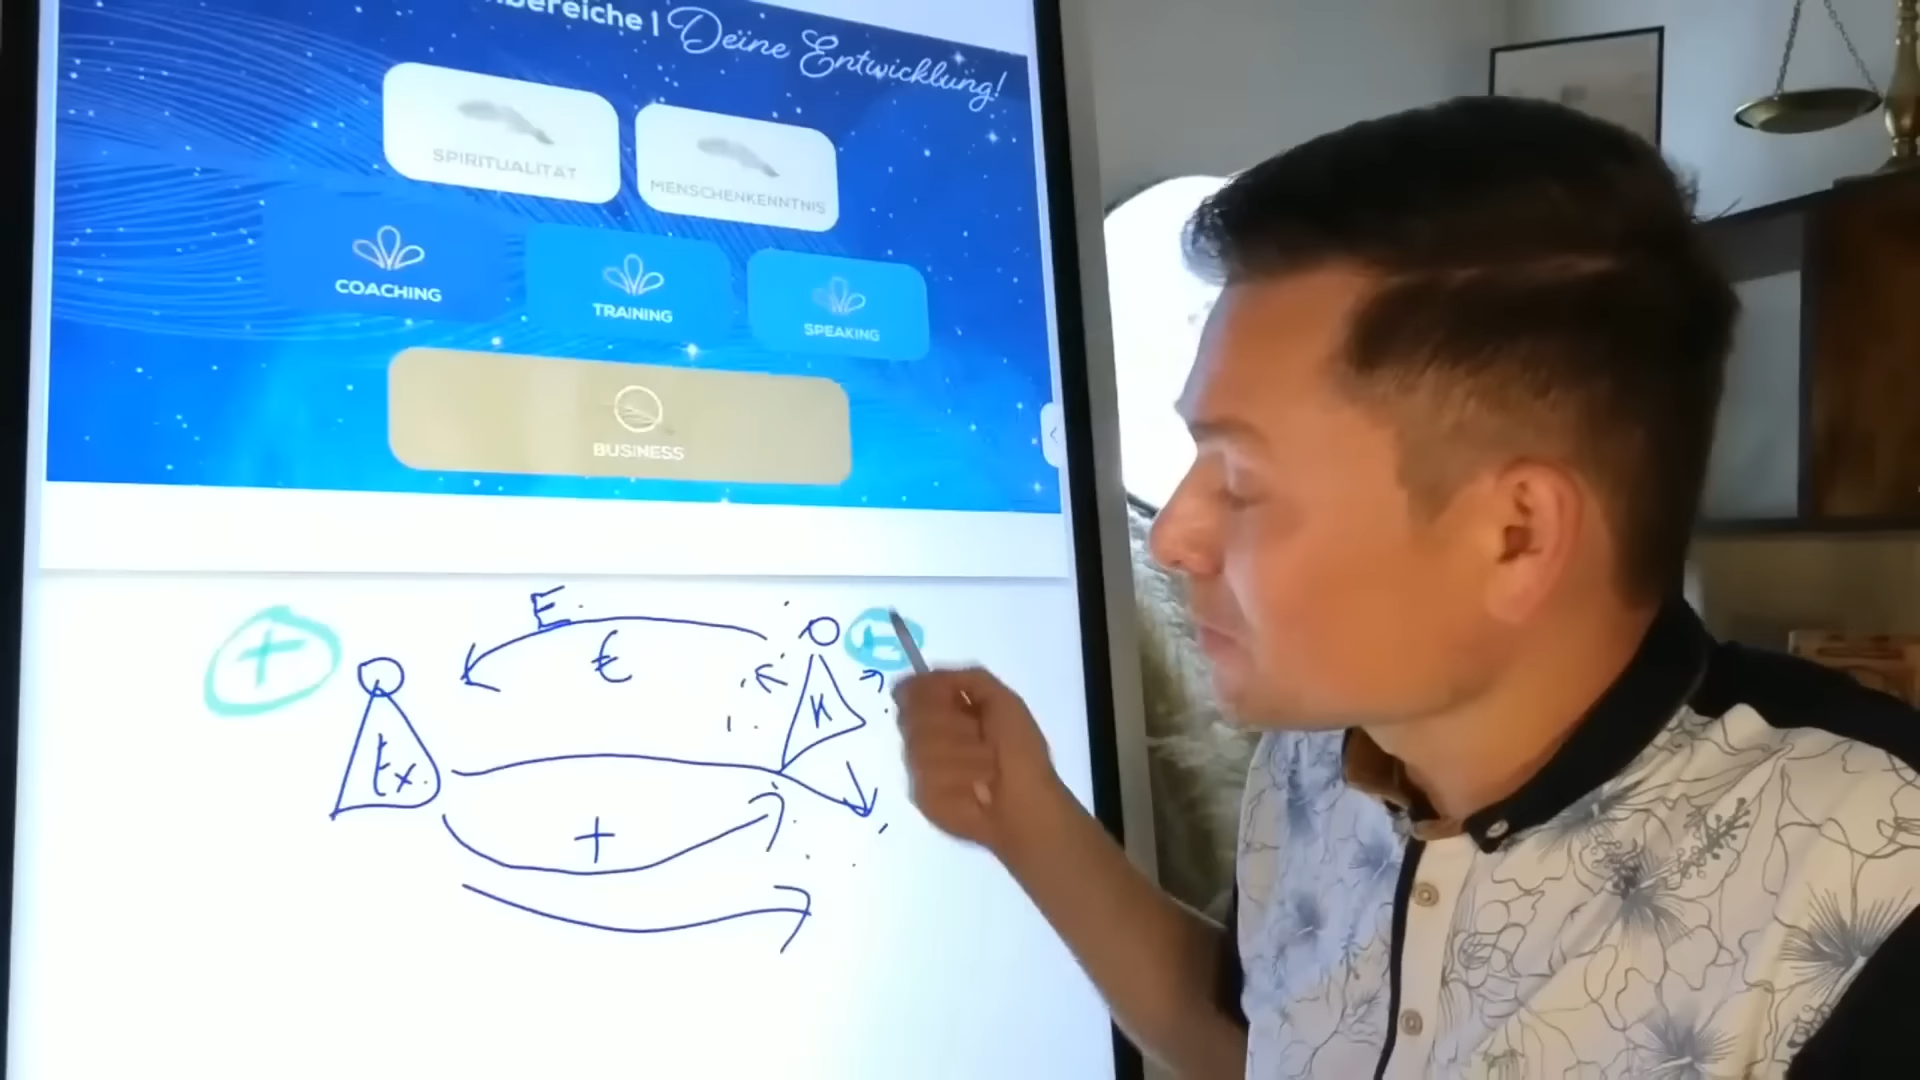 bereiche | Deine Entwicklung!
SPIRITUALITÄT
MENSCHENKENNTNIS
COACHING
TRAINING
SPEAKING
BUSINESS
+
E.
€
K
Ex.
+